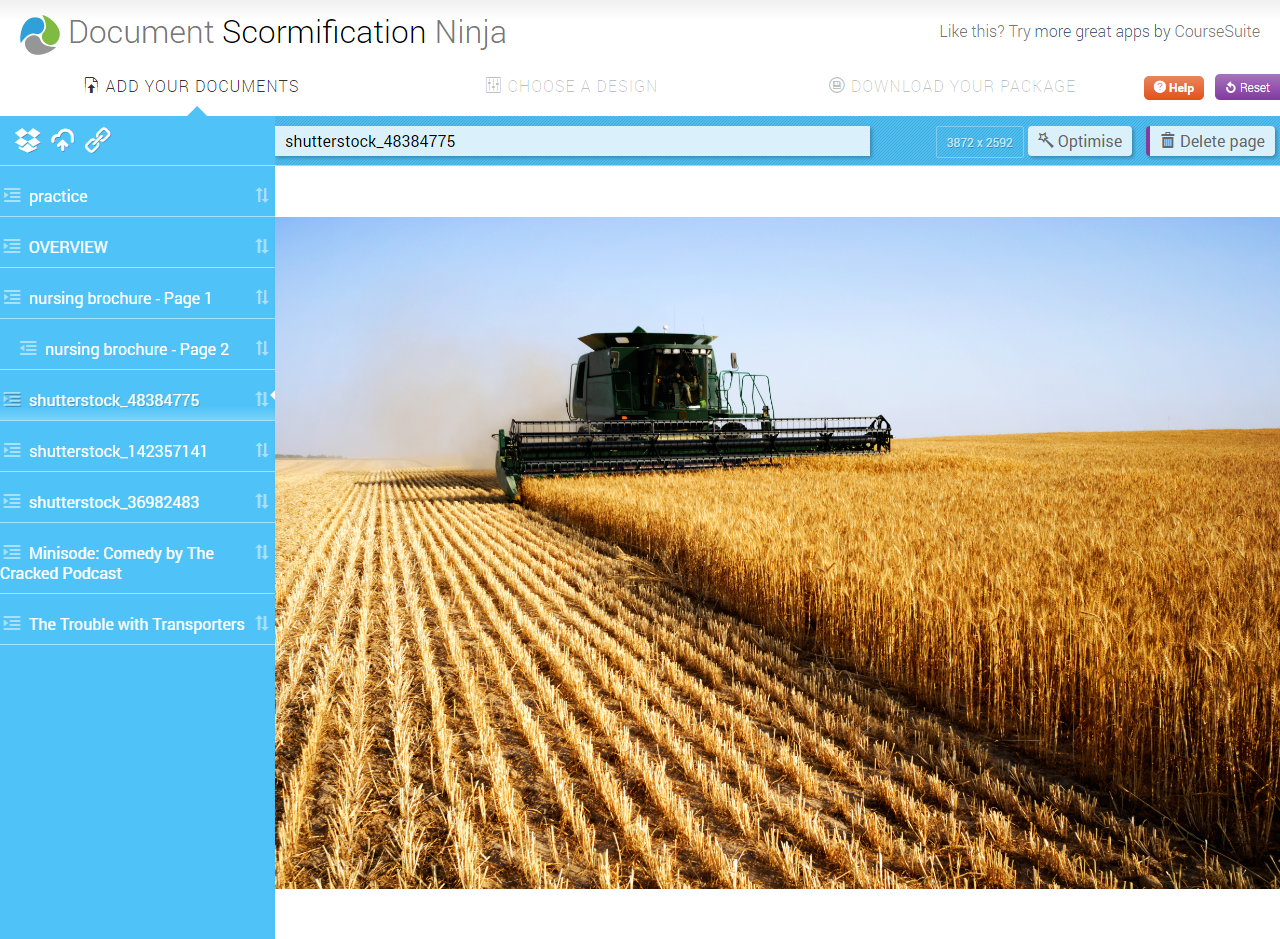 Document Scormification Ninja
Like this? Try more great apps by CourseSuite
ADD YOUR DOCUMENTS
CHOOSE A DESIGN
DOWNLOAD YOUR PACKAGE
Help
Reset
shutterstock_48384775
3872 x 2592
Optimise
Delete page
practice
OVERVIEW
nursing brochure - Page 1
nursing brochure - Page 2
shutterstock_48384775
shutterstock_142357141
shutterstock_36982483
Minisode: Comedy by The
Cracked Podcast
The Trouble with Transporters